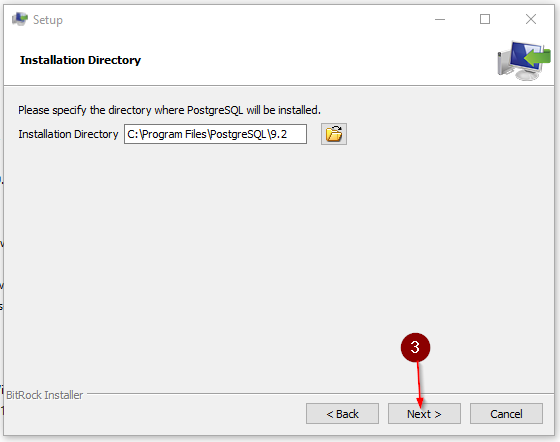 Setup
Installation Directory
Please specify the directory where PostgreSQL will be installed.
Installation Directory C:\Program Files\PostgreSQL\9.2
3
BitRock Installer
< Back Next > Cancel